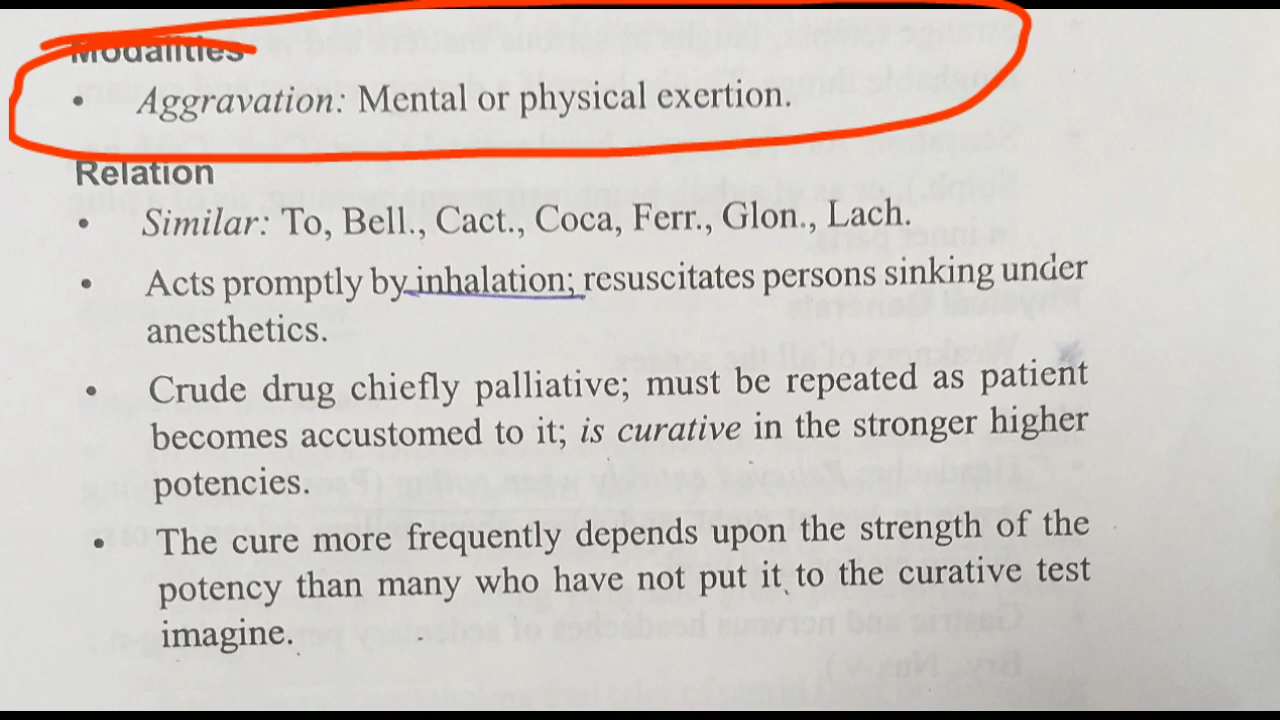 Modalities
• Aggravation: Mental or physical exertion.
Relation
• Similar: To, Bell., Cact., Coca, Ferr., Glon., Lach.
• Acts promptly by inhalation; resuscitates persons sinking under
anesthetics.
• Crude drug chiefly palliative; must be repeated as patient
becomes accustomed to it; is curative in the stronger higher
potencies.
• The cure more frequently depends upon the strength of the
potency than many who have not put it to the curative test
imagine.